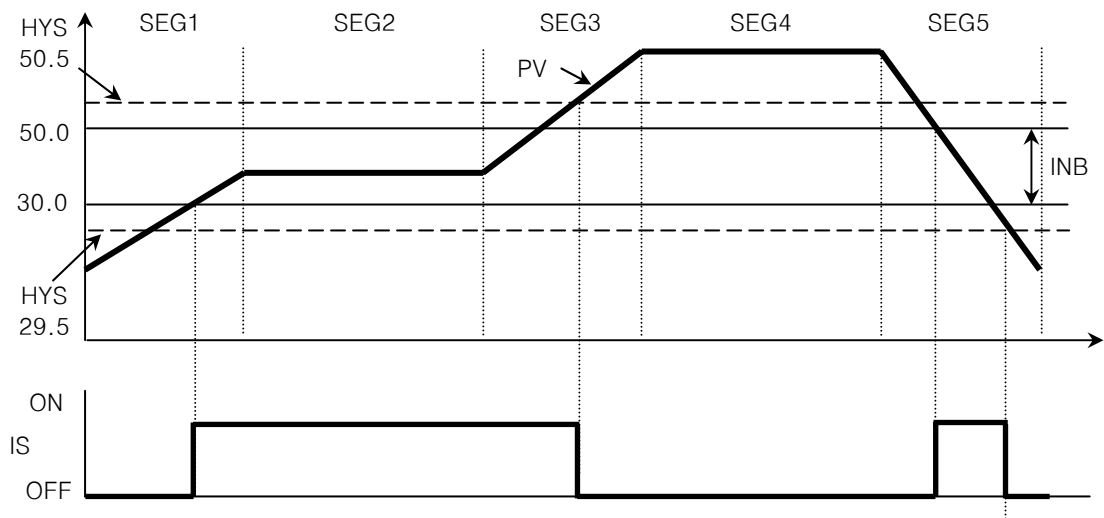 HYS
50.5
SEG1
SEG2
SEG3
SEG4
SEG5
PV
50.0
INB
30.0
HYS
29.5
ON
IS
OFF